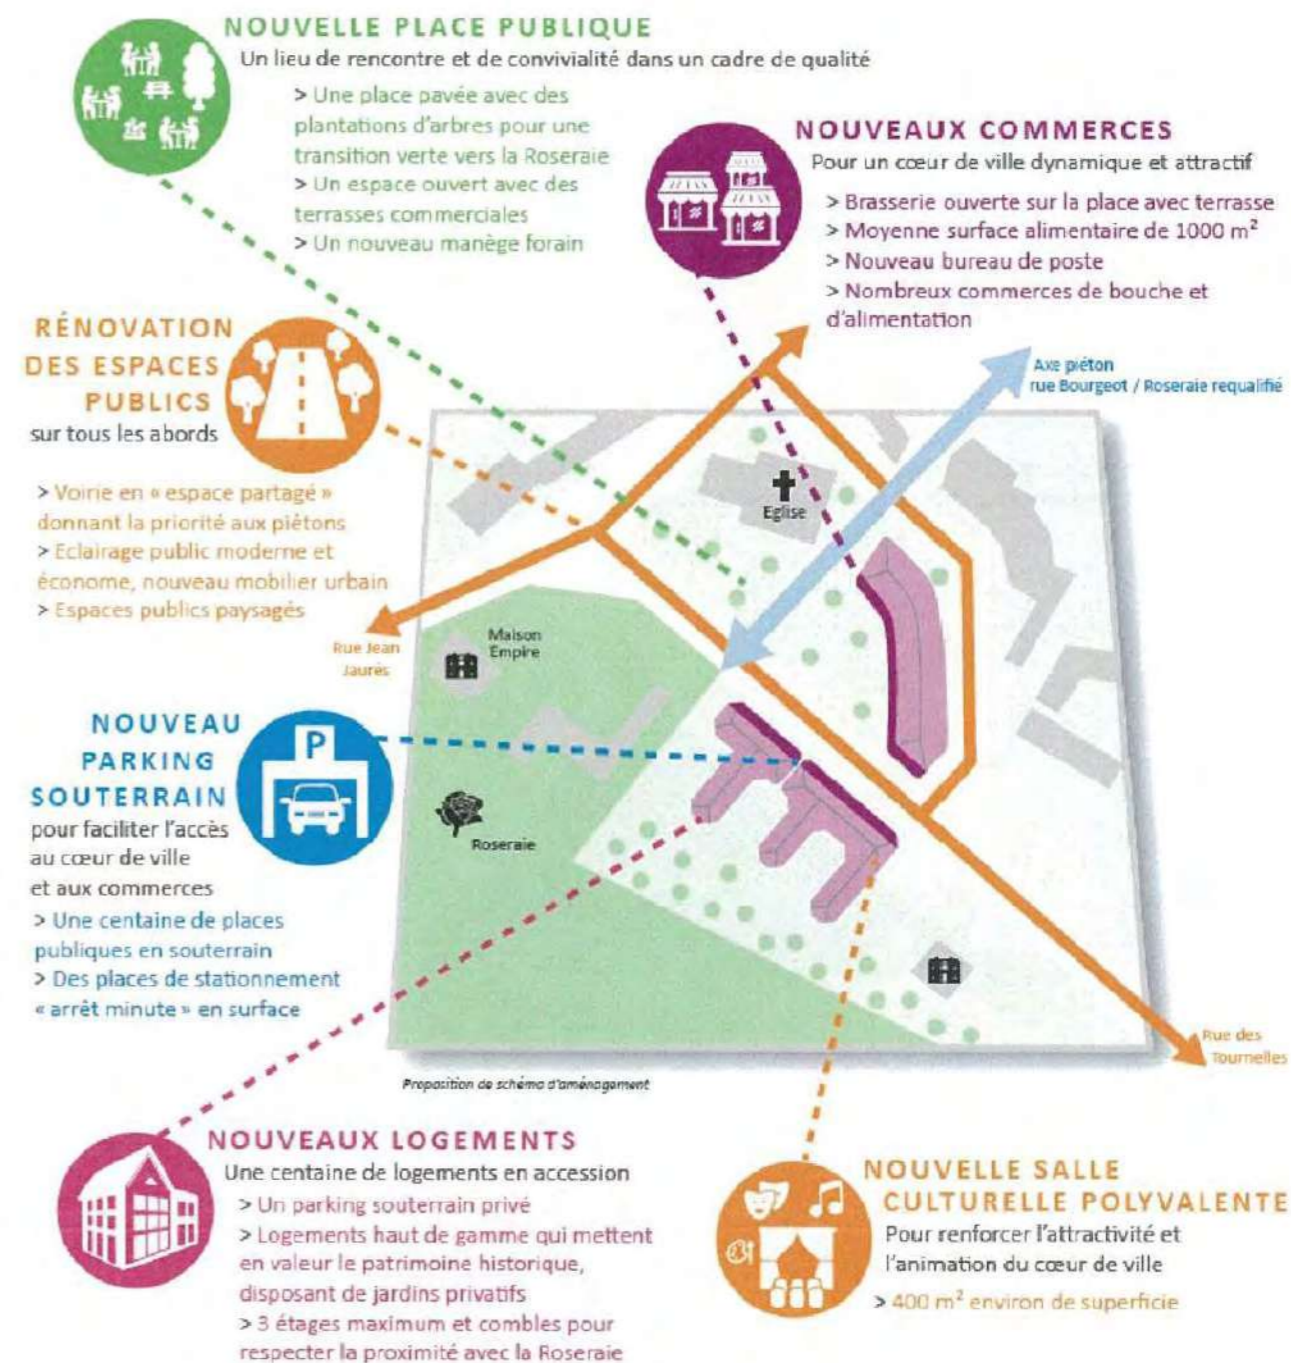 NOUVELLE PLACE PUBLIQUE
Un lieu de rencontre et de convivialité dans un cadre de qualité
> Une place pavée avec des
plantations d'arbres pour une
transition verte vers la Roseraie
> Un espace ouvert avec des
terrasses commerciales
> Un nouveau manège forain
NOUVEAUX COMMERCES
Pour un cœur de ville dynamique et attractif
> Brasserie ouverte sur la place avec terrasse
> Moyenne surface alimentaire de 1000 m²
> Nouveau bureau de poste
> Nombreux commerces de bouche et
d'alimentation
RÉNOVATION
DES ESPACES
PUBLICS
sur tous les abords
> Voirie en « espace partagé »
donnant la priorité aux piétons
> Eclairage public moderne et
économe, nouveau mobilier urbain
> Espaces publics paysagés
Axe piéton
rue Bourgeot / Roseraie requalifié
Eglise
Rue Jean
Jaurés
Maison
Empire
Roseraie
NOUVEAU
PARKING
SOUTERRAIN
P
pour faciliter l'accès
au cœur de ville
et aux commerces
> Une centaine de places
publiques en souterrain
> Des places de stationnement
« arrêt minute » en surface
Rue des
Tournelles
Proposition de schéma d'aménagement
NOUVEAUX LOGEMENTS
Une centaine de logements en accession
> Un parking souterrain privé
> Logements haut de gamme qui mettent
en valeur le patrimoine historique,
disposant de jardins privatifs
> 3 étages maximum et combles pour
respecter la proximité avec la Roseraie
NOUVELLE SALLE
CULTURELLE POLYVALENTE
Pour renforcer l'attractivité et
l'animation du cœur de ville
> 400 m² environ de superficie